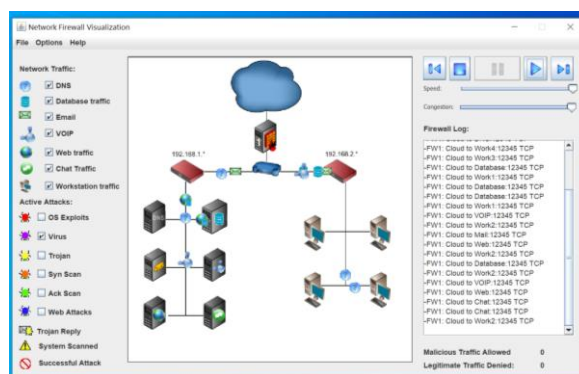 Network Firewall Visualization
File Options Help
Network Traffic:
DNS
Database traffic
Email
VOIP
Web traffic
Chat Traffic
Workstation traffic
Active Attacks:
OS Exploits
Virus
Trojan
Syn Scan
Ack Scan
Web Attacks
Trojan Reply
System Scanned
Successful Attack
192.169.1.*
192.168.2.*
Speed:
Congestion:
Firewall Log:
-FW1: Cloud to Work4:12345 TCP
-FW1: Cloud to Work3:12345 TCP
-FW1: Cloud to Database:12345 TCP
-FW1: Cloud to Work1:12345 TCP
-FW1: Cloud to Database:12345 TCP
-FW1: Cloud to Database:12345 TCP
-FW1: Cloud to Work1:12345 TCP
-FW1: Cloud to VOIP:12345 TCP
-FW1: Cloud to Work2:12345 TCP
-FW1: Cloud to Mail:12345 TCP
-FW1: Cloud to Web:12345 TCP
-FW1: Cloud to Work2:12345 TCP
-FW1: Cloud to Database:12345 TCP
-FW1: Cloud to Work2:12345 TCP
-FW1: Cloud to VOIP:12345 TCP
-FW1: Cloud to Web:12345 TCP
-FW1: Cloud to Chat:12345 TCP
-FW1: Cloud to Chat:12345 TCP
-FW1: Cloud to Work2:12345 TCP
Malicious Traffic Allowed 0
Legitimate Traffic Denied: 0